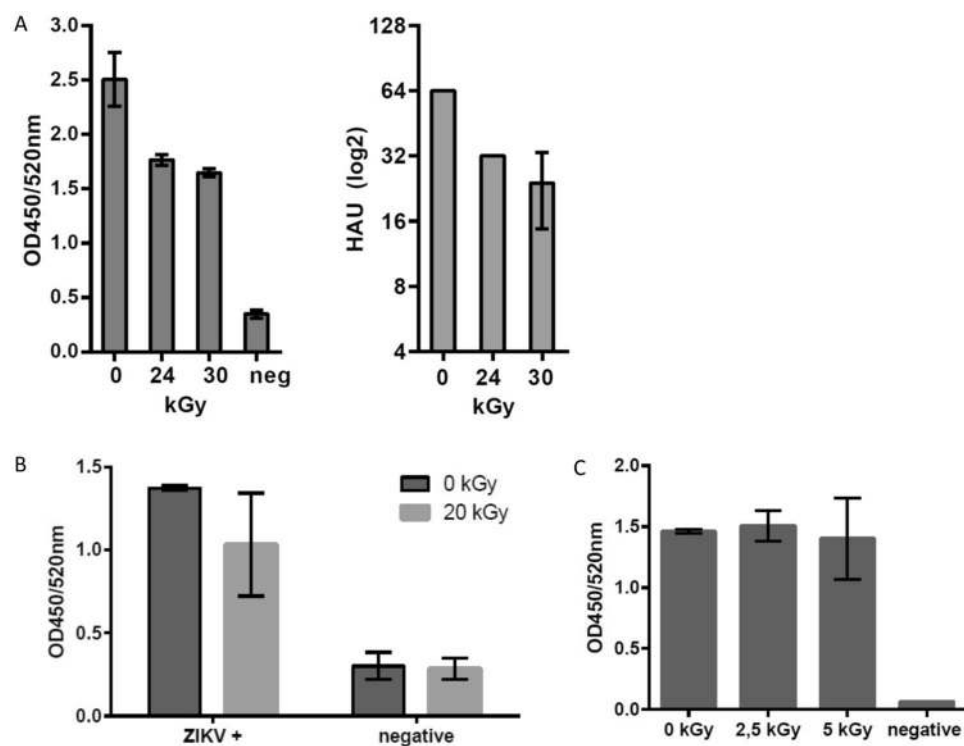 A
OD450/520nm
3.0
2.5
2.0
1.5
1.0
0.5
0.0
0 24 30 neg
kGy
HAU (log2)
128
64
32
16
8
4
0 24 30
kGy
B
OD450/520nm
1.5
1.0
0.5
0.0
0 kGy
20 kGy
ZIKV + negative
C
OD450/520nm
2.0
1.5
1.0
0.5
0.0
0 kGy 2,5 kGy 5 kGy negative